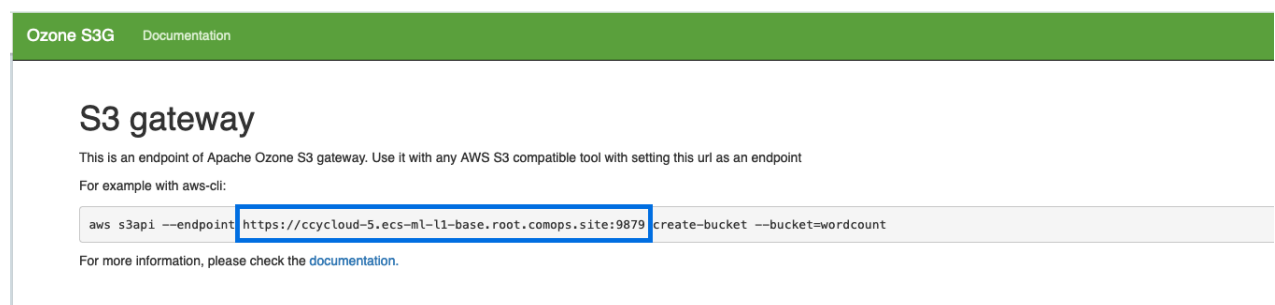 Ozone S3G Documentation
S3 gateway
This is an endpoint of Apache Ozone S3 gateway. Use it with any AWS S3 compatible tool with setting this url as an endpoint
For example with aws-cli:
aws s3api --endpoint https://ccycloud-5.ecs-ml-l1-base.root.comops.site:9879 create-bucket --bucket=wordcount
For more information, please check the documentation.